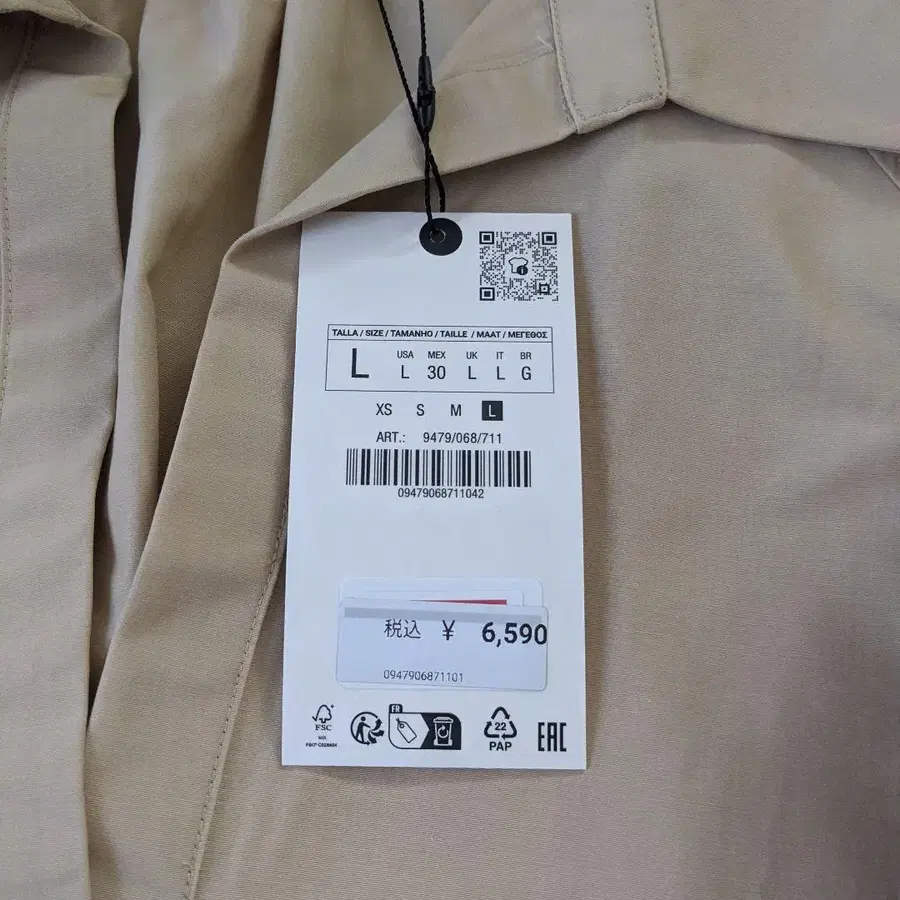 TALLA / SIZE / TAMANHO / TAILLE / MAAT / ΜΕΓΕΘΟΣ
L
USA MEX UK IT BR
L 30 L L G
XS S M L
ART.: 9479/068/711
09479068711042
税込 ¥ 6,590
0947906871101
FR
FSC
MIX
22
PAP
EAC